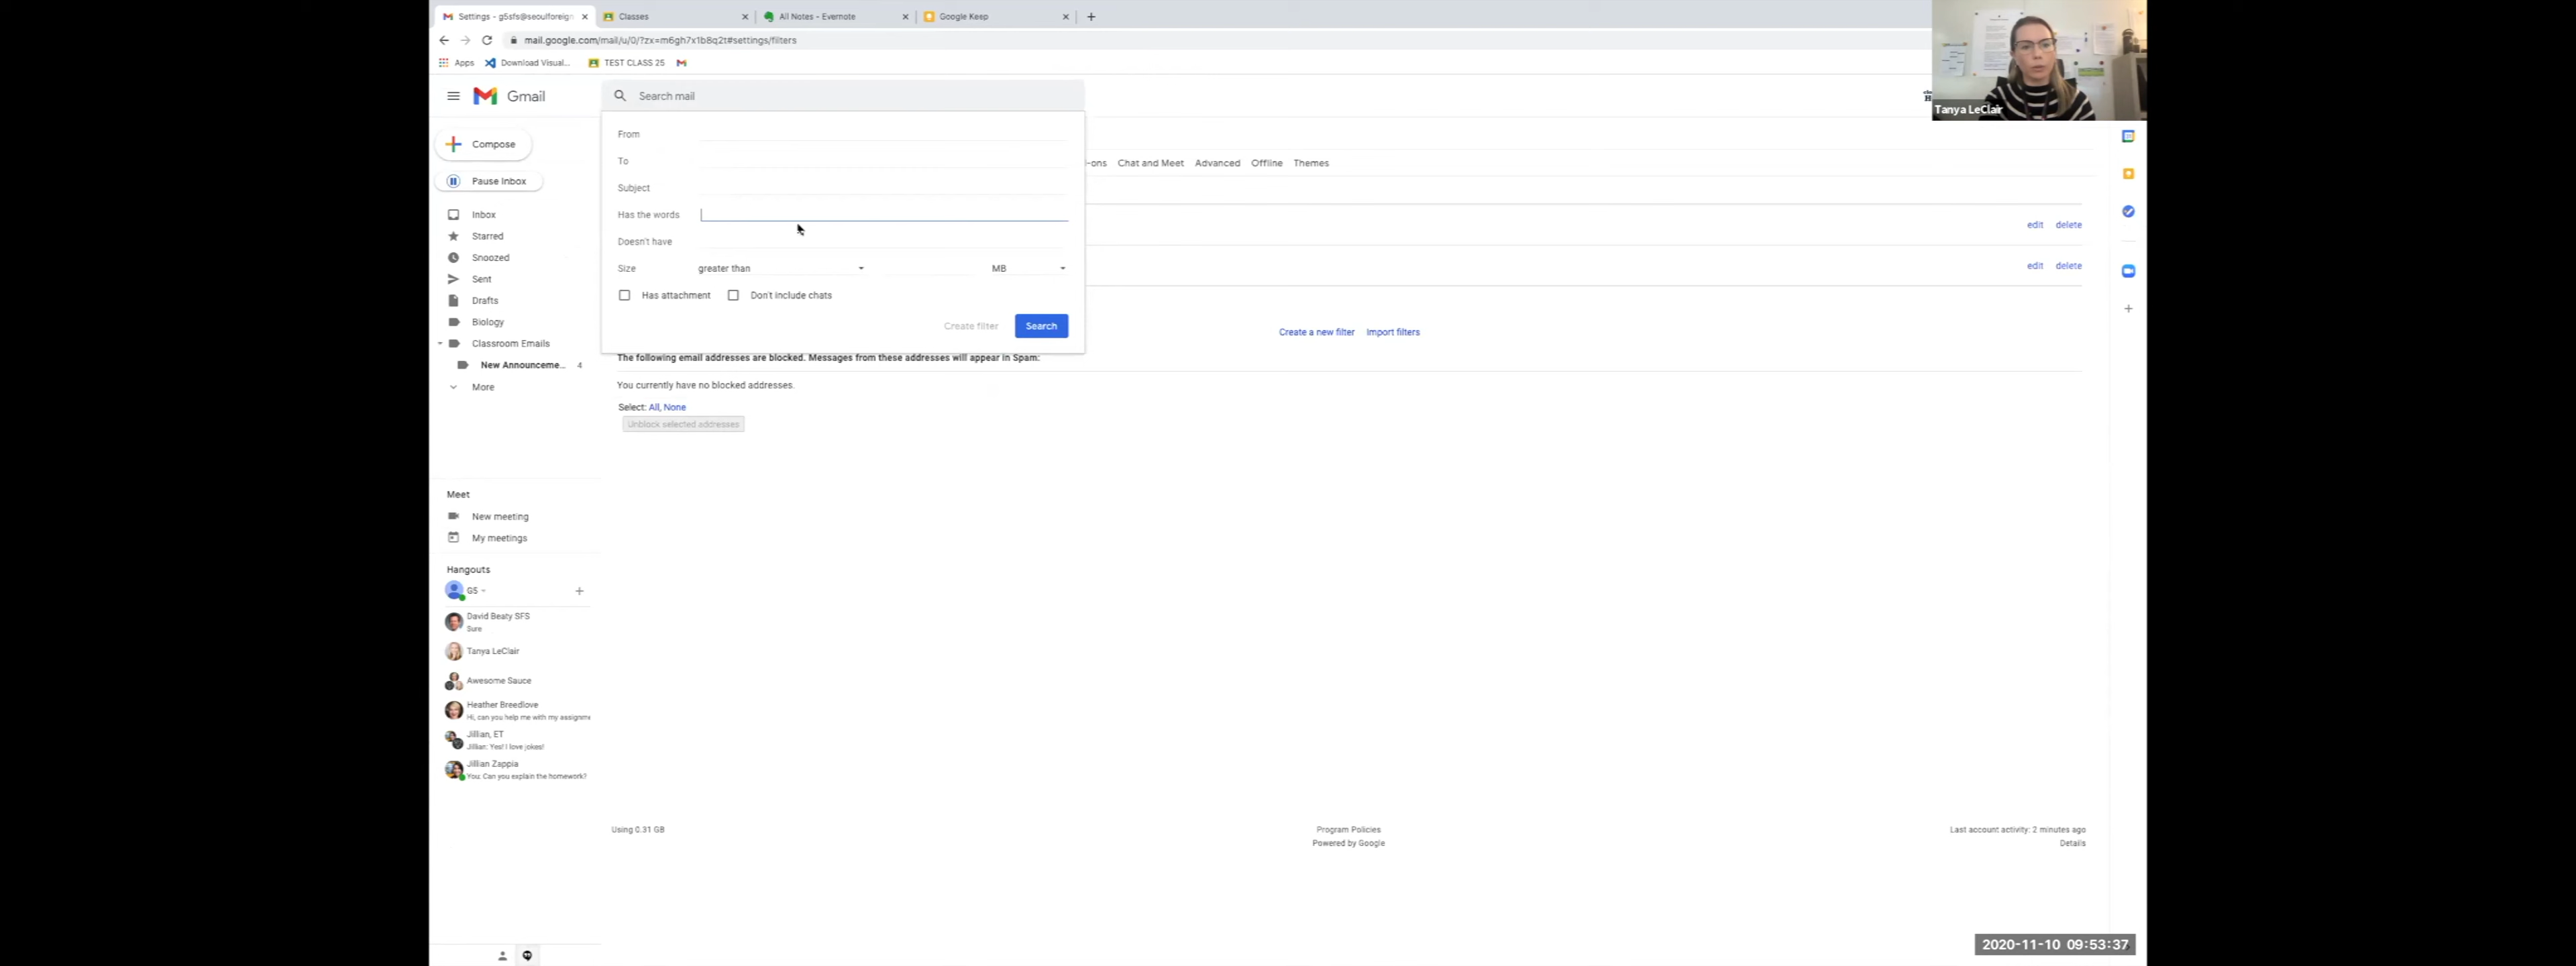 Settings - g5sfs@seoulforeign
Classes
All Notes - Evernote
Google Keep
mail.google.com/mail/u/0/?zx=m6gh7x1b8q2t#settings/filters
Apps
Download Visual...
TEST CLASS 25
Tanya LeClair
Gmail
Search mail
Compose
Pause Inbox
Inbox
Starred
Snoozed
Sent
Drafts
Biology
Classroom Emails
New Announceme... 4
More
From
To
Subject
Has the words
Doesn't have
Size greater than MB
Has attachment Don't include chats
Create filter Search
-ons Chat and Meet Advanced Offline Themes
edit delete
edit delete
Create a new filter Import filters
The following email addresses are blocked. Messages from these addresses will appear in Spam:
You currently have no blocked addresses.
Select: All, None
Unblock selected addresses
Meet
New meeting
My meetings
Hangouts
G5
David Beaty SFS
Sure
Tanya LeClair
Awesome Sauce
Heather Breedlove
Hi, can you help me with my assignme
Jillian, ET
Jillian: Yes! I love jokes!
Jillian Zappia
You: Can you explain the homework?
Using 0.31 GB
Program Policies
Powered by Google
Last account activity: 2 minutes ago
Details
2020-11-10 09:53:37